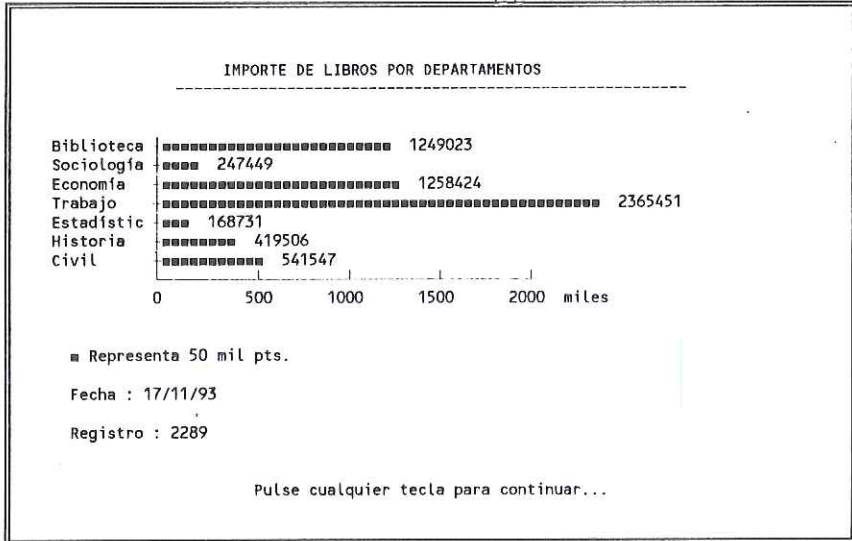 IMPORTE DE LIBROS POR DEPARTAMENTOS
Biblioteca 1249023
Sociología 247449
Economía 1258424
Trabajo 2365451
Estadístic 168731
Historia 419506
Civil 541547
0 500 1000 1500 2000 miles
Representa 50 mil pts.
Fecha : 17/11/93
Registro : 2289
Pulse cualquier tecla para continuar...